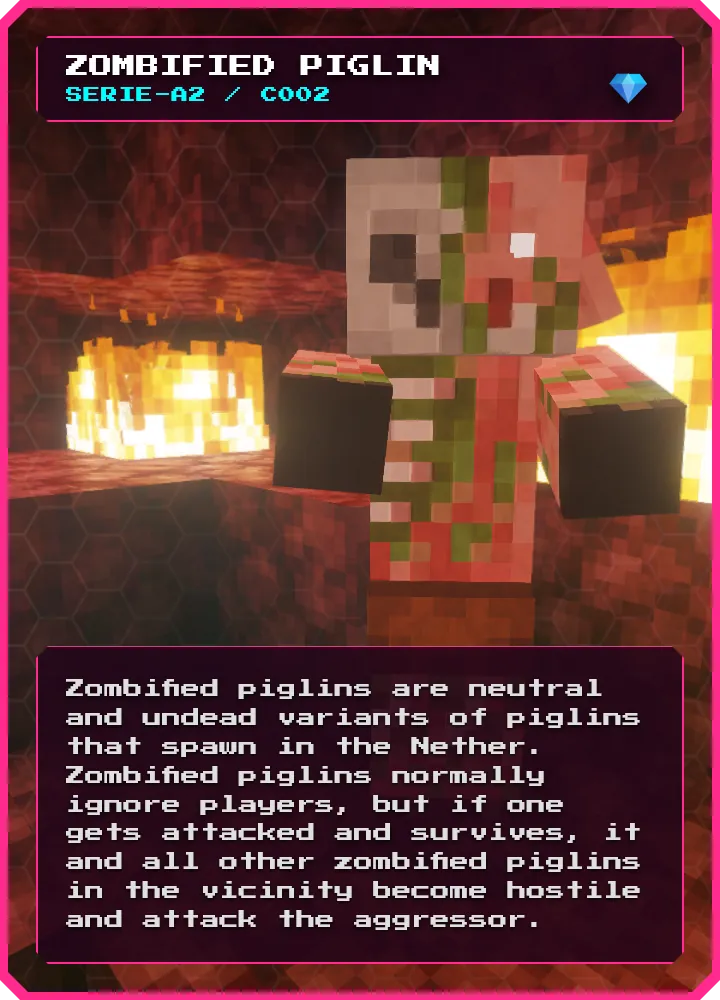 ZOMBIFIED PIGLIN
SERIE-A2 / C002
Zombified piglins are neutral
and undead variants of piglins
that spawn in the Nether.
Zombified piglins normally
ignore players, but if one
gets attacked and survives, it
and all other zombified piglins
in the vicinity become hostile
and attack the aggressor.